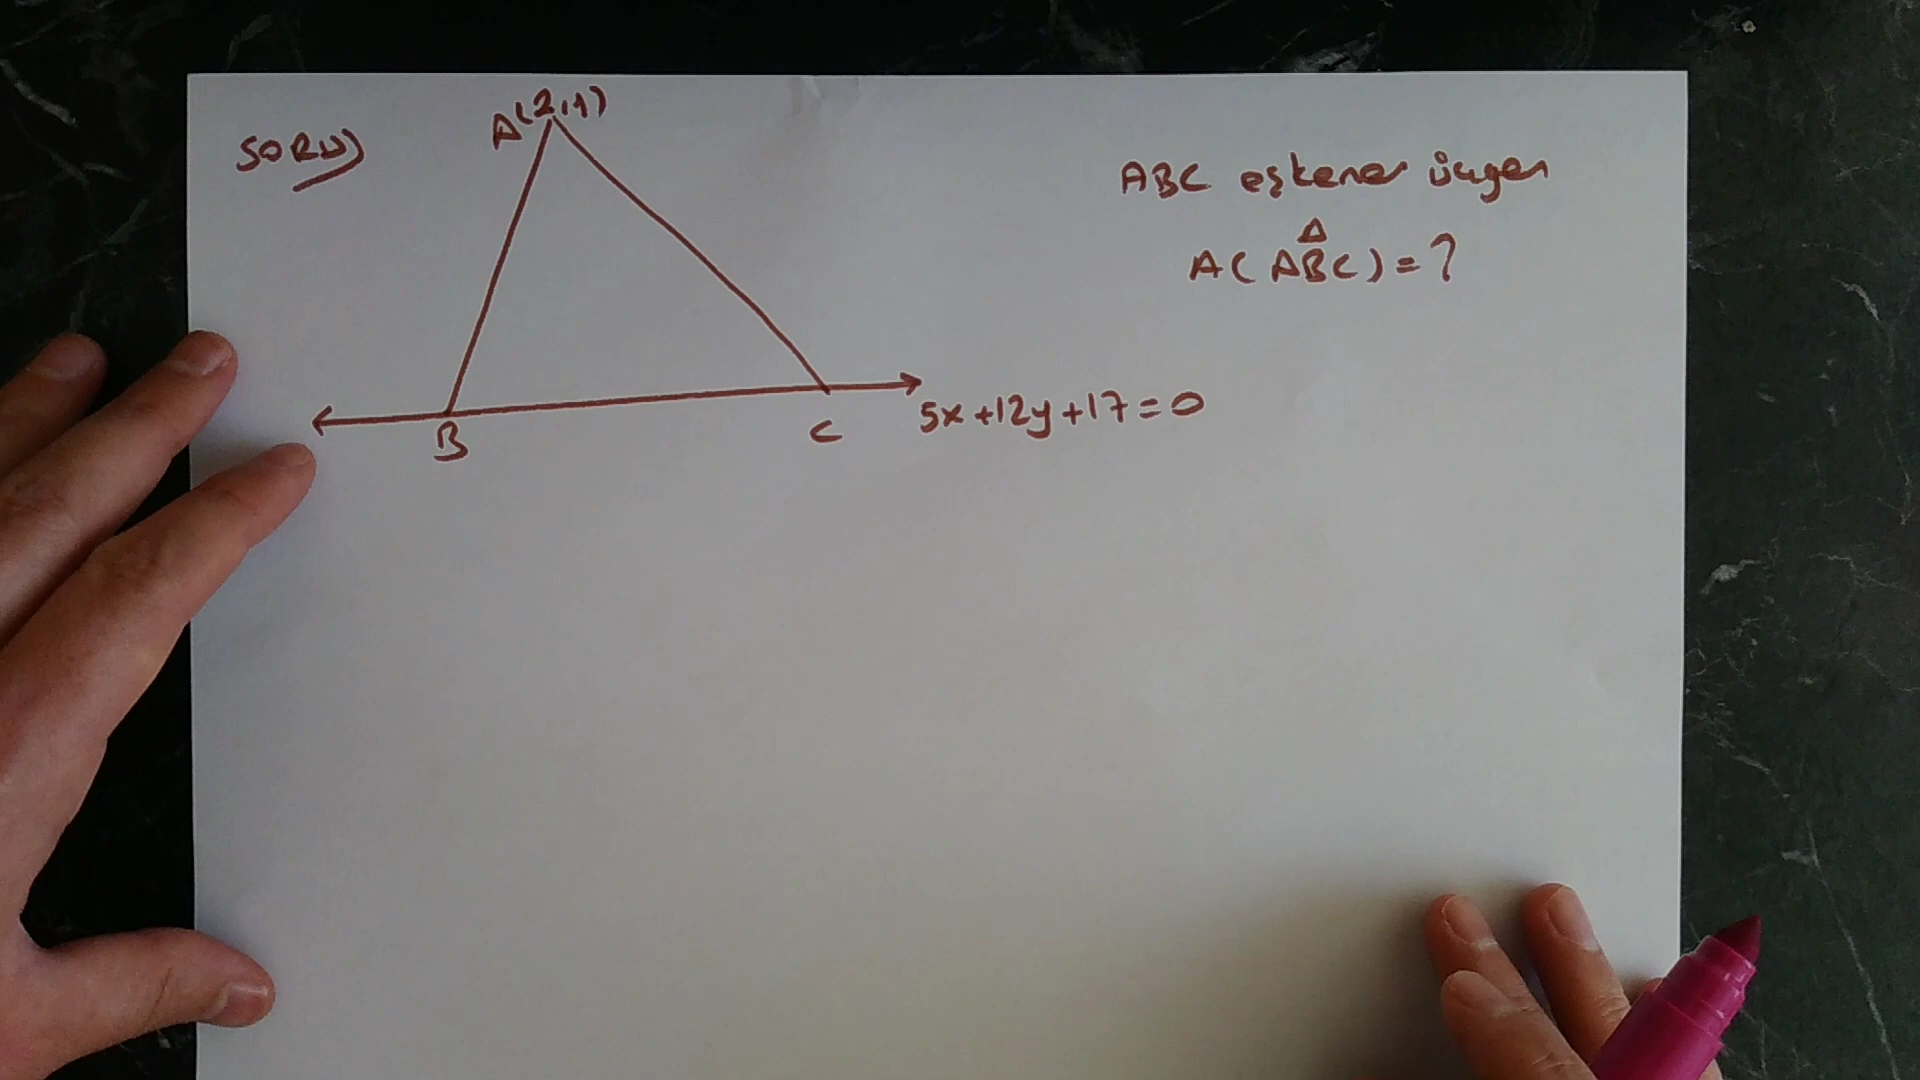 SORU)
A(2,1)
ABC eşkenar üçgen
A(ABC)=?
B
C
5x+12y+17=0